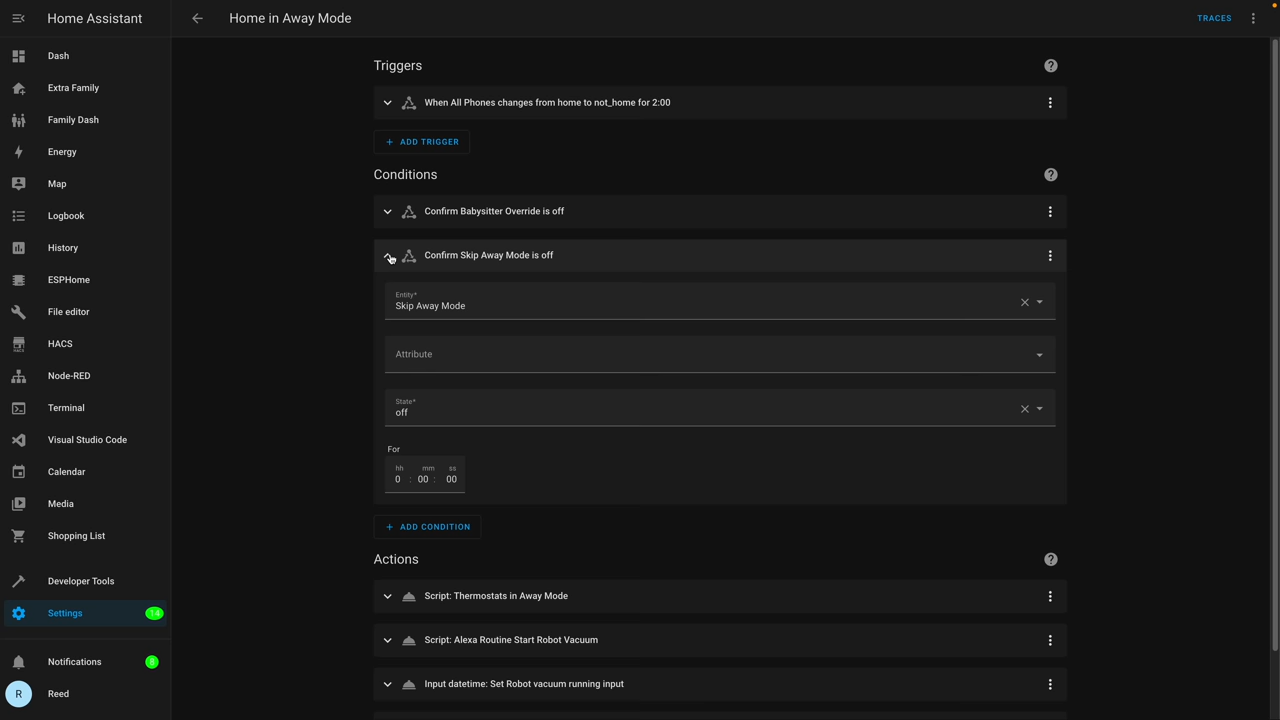 Home Assistant
Home in Away Mode
TRACES
Dash
Extra Family
Family Dash
Energy
Map
Logbook
History
ESPHome
File editor
HACS
HACS
Node-RED
Terminal
Visual Studio Code
Calendar
Media
Shopping List
Developer Tools
Settings
14
Notifications
8
R
Reed
Triggers
When All Phones changes from home to not_home for 2:00
+ ADD TRIGGER
Conditions
Confirm Babysitter Override is off
Confirm Skip Away Mode is off
Entity*
Skip Away Mode
Attribute
State*
off
For
hh mm ss
0 : 00 : 00
+ ADD CONDITION
Actions
Script: Thermostats in Away Mode
Script: Alexa Routine Start Robot Vacuum
Input datetime: Set Robot vacuum running input